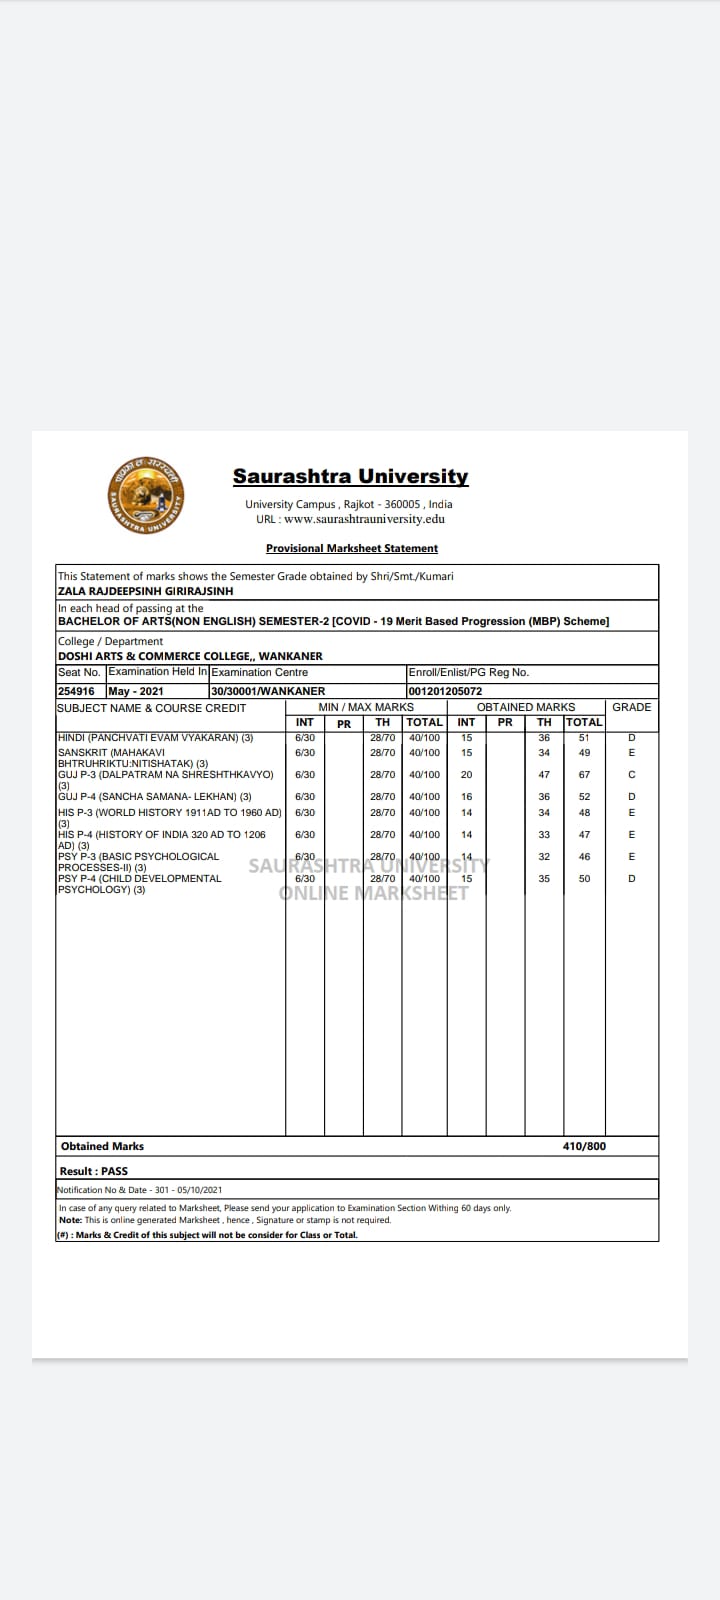 Saurashtra University
University Campus , Rajkot - 360005 , India
URL : www.saurashtrauniversity.edu
SAURASHTRA UNIVERSITY
Provisional Marksheet Statement
This Statement of marks shows the Semester Grade obtained by Shri/Smt./Kumari
ZALA RAJDEEPSINH GIRIRAJSINH
In each head of passing at the
BACHELOR OF ARTS(NON ENGLISH) SEMESTER-2 [COVID - 19 Merit Based Progression (MBP) Scheme]
College / Department
DOSHI ARTS & COMMERCE COLLEGE,, WANKANER
Seat No. Examination Held In Examination Centre Enroll/Enlist/PG Reg No.
254916 May - 2021 30/30001/WANKANER 001201205072
SUBJECT NAME & COURSE CREDIT MIN / MAX MARKS OBTAINED MARKS GRADE
INT PR TH TOTAL INT PR TH TOTAL
HINDI (PANCHVATI EVAM VYAKARAN) (3) 6/30 28/70 40/100 15 36 51 D
SANSKRIT (MAHAKAVI 6/30 28/70 40/100 15 34 49 E
BHTRUHRIKTU:NITISHATAK) (3)
GUJ P-3 (DALPATRAM NA SHRESHTHKAVYO) 6/30 28/70 40/100 20 47 67 C
(3)
GUJ P-4 (SANCHA SAMANA- LEKHAN) (3) 6/30 28/70 40/100 16 36 52 D
HIS P-3 (WORLD HISTORY 1911AD TO 1960 AD) 6/30 28/70 40/100 14 34 48 E
(3)
HIS P-4 (HISTORY OF INDIA 320 AD TO 1206 6/30 28/70 40/100 14 33 47 E
AD) (3)
PSY P-3 (BASIC PSYCHOLOGICAL 6/30 28/70 40/100 14 32 46 E
PROCESSES-II) (3)
SAURASHTRA UNIVERSITY
PSY P-4 (CHILD DEVELOPMENTAL 6/30 28/70 40/100 15 35 50 D
PSYCHOLOGY) (3)
ONLINE MARKSHEET
Obtained Marks 410/800
Result : PASS
Notification No & Date - 301 - 05/10/2021
In case of any query related to Marksheet, Please send your application to Examination Section Withing 60 days only.
Note: This is online generated Marksheet , hence , Signature or stamp is not required.
(#) : Marks & Credit of this subject will not be consider for Class or Total.